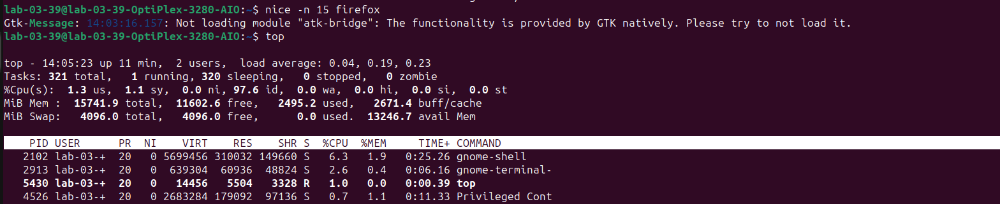 lab-03-39@lab-03-39-OptiPlex-3280-AIO:~$ nice -n 15 firefox
Gtk-Message: 14:03:16.157: Not loading module "atk-bridge": The functionality is provided by GTK natively. Please try to not load it.
lab-03-39@lab-03-39-OptiPlex-3280-AIO:~$ top
top - 14:05:23 up 11 min,  2 users,  load average: 0.04, 0.19, 0.23
Tasks: 321 total,   1 running, 320 sleeping,   0 stopped,   0 zombie
%Cpu(s):  1.3 us,  1.1 sy,  0.0 ni, 97.6 id,  0.0 wa,  0.0 hi,  0.0 si,  0.0 st
MiB Mem :  15741.9 total,  11602.6 free,   2495.2 used,   2671.4 buff/cache
MiB Swap:   4096.0 total,   4096.0 free,      0.0 used.  13246.7 avail Mem
PID USER      PR  NI    VIRT    RES    SHR S  %CPU  %MEM     TIME+ COMMAND
2102 lab-03-+  20   0 5699456 310032 149660 S   6.3   1.9   0:25.26 gnome-shell
2913 lab-03-+  20   0  639304  60936  48824 S   2.6   0.4   0:06.16 gnome-terminal-
5430 lab-03-+  20   0   14456   5504   3328 R   1.0   0.0   0:00.39 top
4526 lab-03-+  20   0 2683284 179092  97136 S   0.7   1.1   0:11.33 Privileged Cont